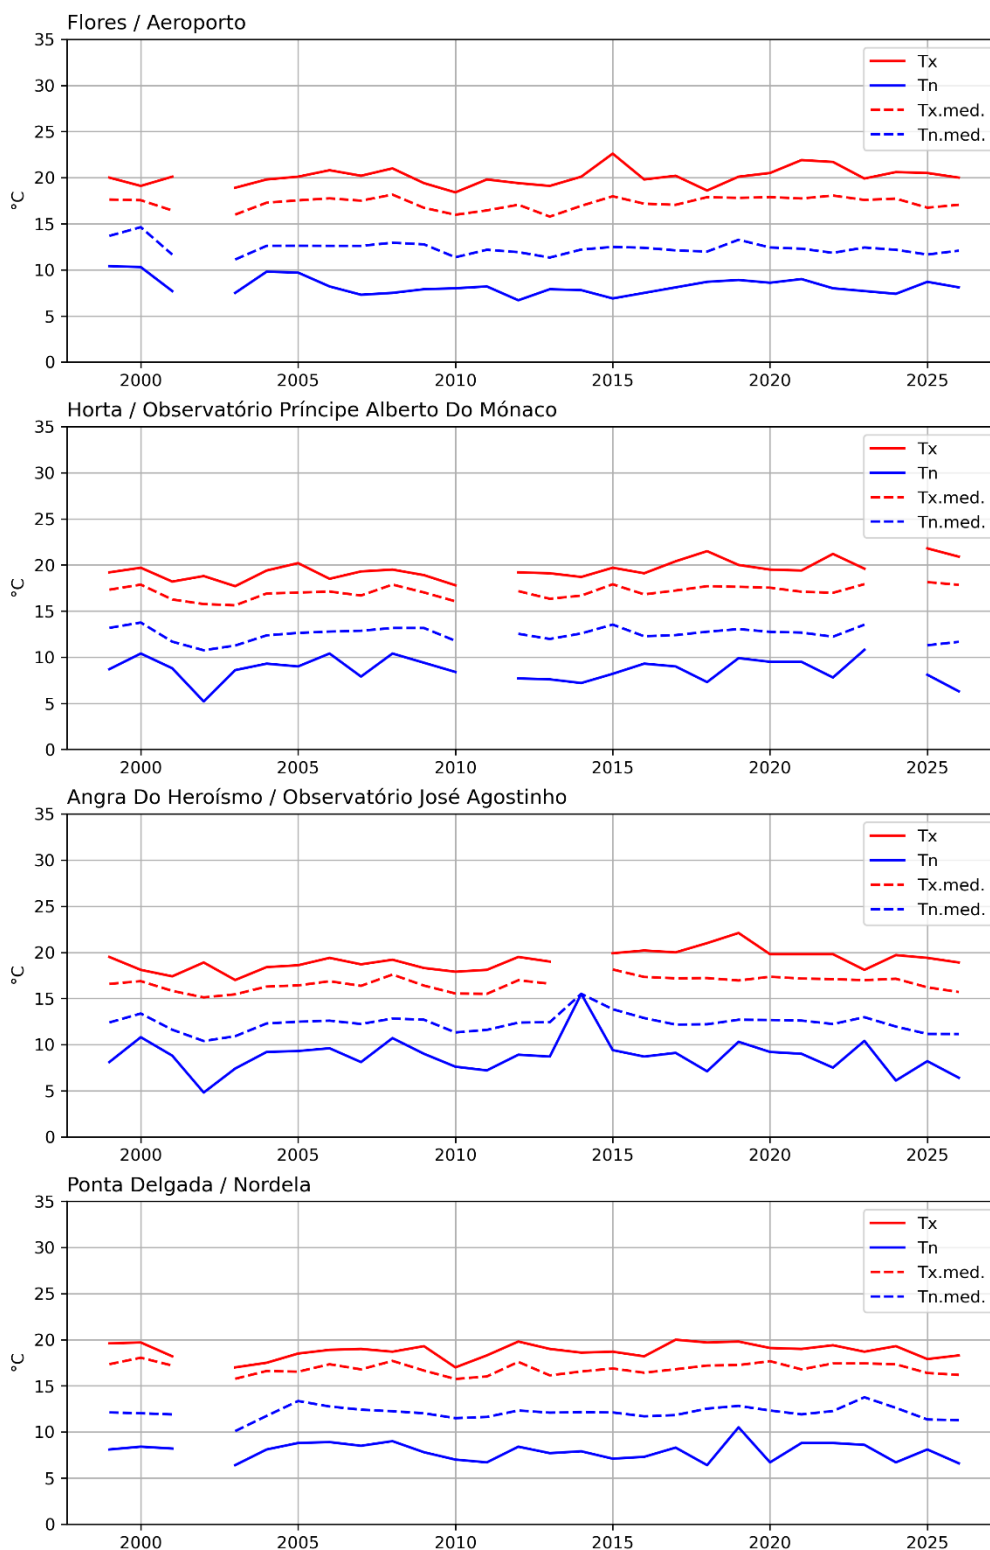 Flores / Aeroporto
35
30
25
20
15
10
5
0
°C
Tx
Tn
Tx.med.
Tn.med.
2000 2005 2010 2015 2020 2025
Horta / Observatório Príncipe Alberto Do Mónaco
35
30
25
20
15
10
5
0
°C
Tx
Tn
Tx.med.
Tn.med.
2000 2005 2010 2015 2020 2025
Angra Do Heroísmo / Observatório José Agostinho
35
30
25
20
15
10
5
0
°C
Tx
Tn
Tx.med.
Tn.med.
2000 2005 2010 2015 2020 2025
Ponta Delgada / Nordela
35
30
25
20
15
10
5
0
°C
Tx
Tn
Tx.med.
Tn.med.
2000 2005 2010 2015 2020 2025